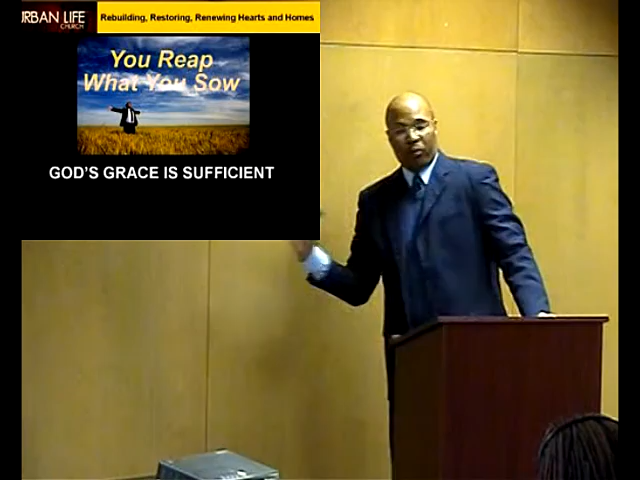 URBAN LIFE
CHURCH
Rebuilding, Restoring, Renewing Hearts and Homes
You Reap
What You Sow
GOD'S GRACE IS SUFFICIENT